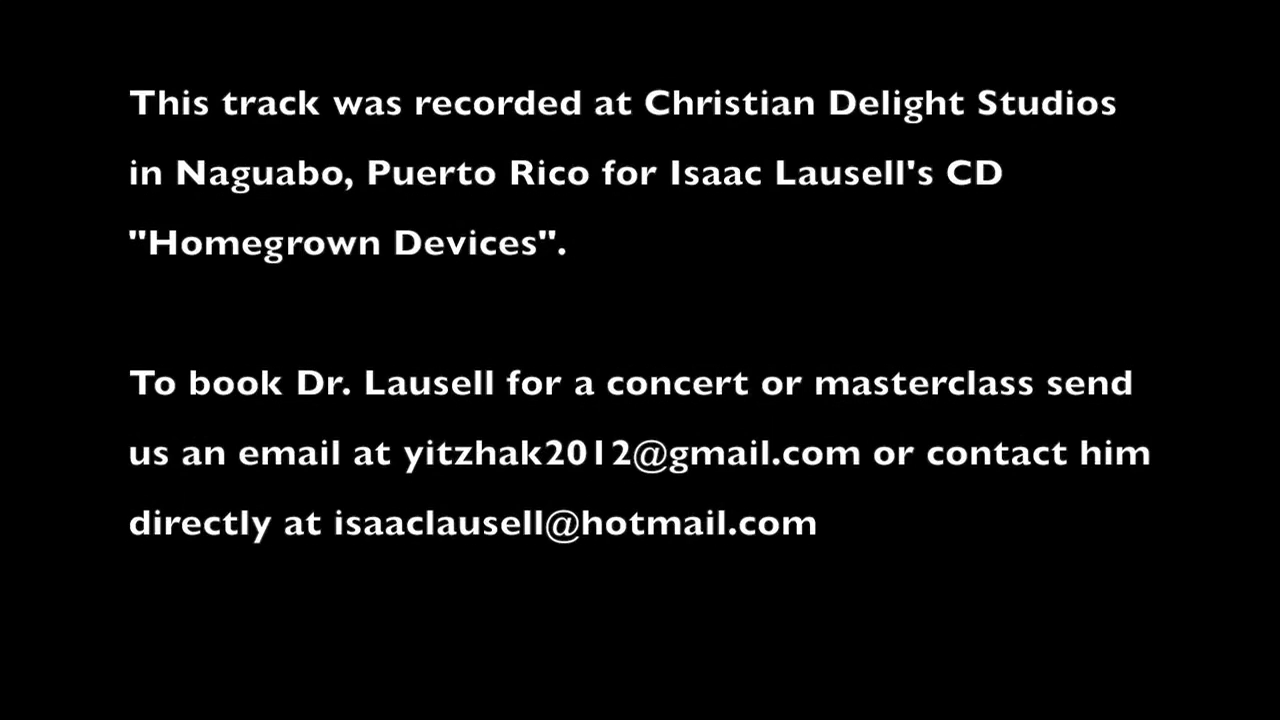 This track was recorded at Christian Delight Studios
in Naguabo, Puerto Rico for Isaac Lausell's CD
"Homegrown Devices".
To book Dr. Lausell for a concert or masterclass send
us an email at yitzhak2012@gmail.com or contact him
directly at isaaclausell@hotmail.com